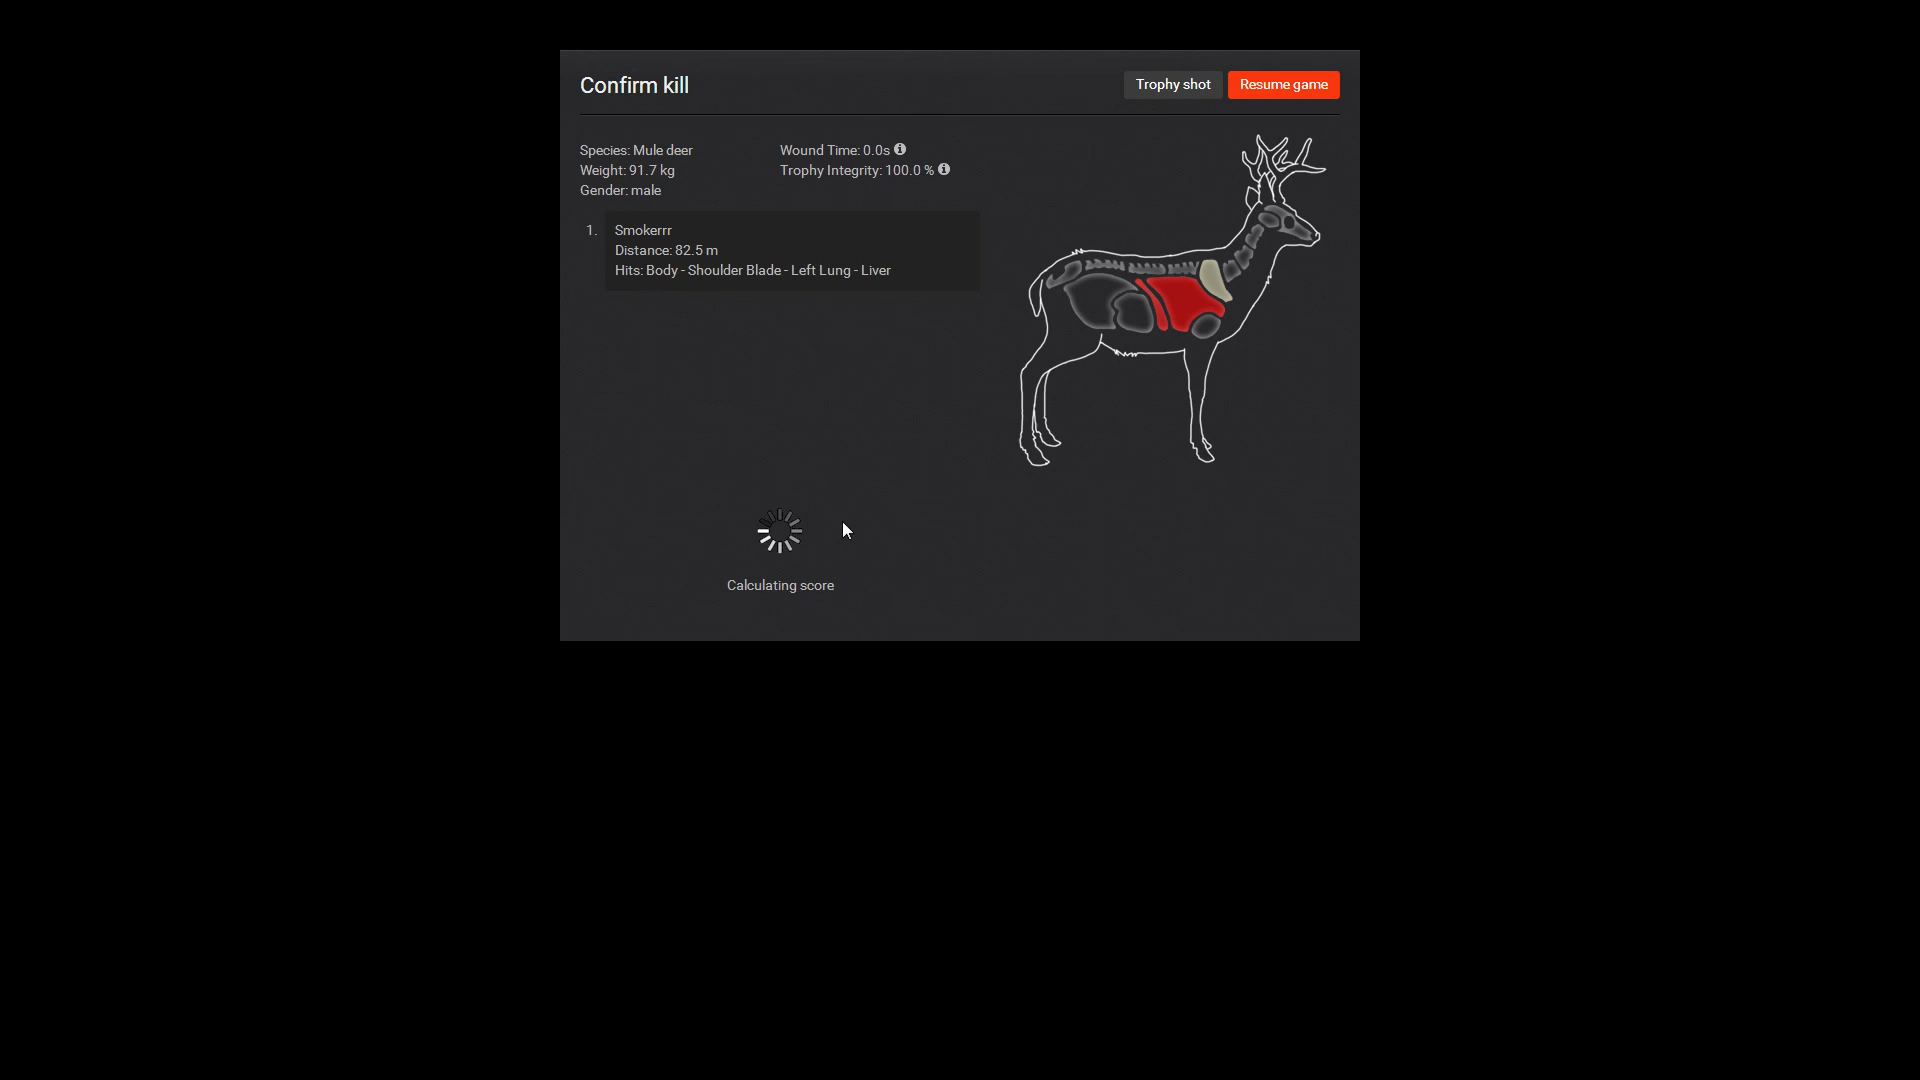 Confirm kill
Trophy shot
Resume game
Species: Mule deer
Weight: 91.7 kg
Gender: male
Wound Time: 0.0s
Trophy Integrity: 100.0 %
1.
Smokerrr
Distance: 82.5 m
Hits: Body - Shoulder Blade - Left Lung - Liver
Calculating score